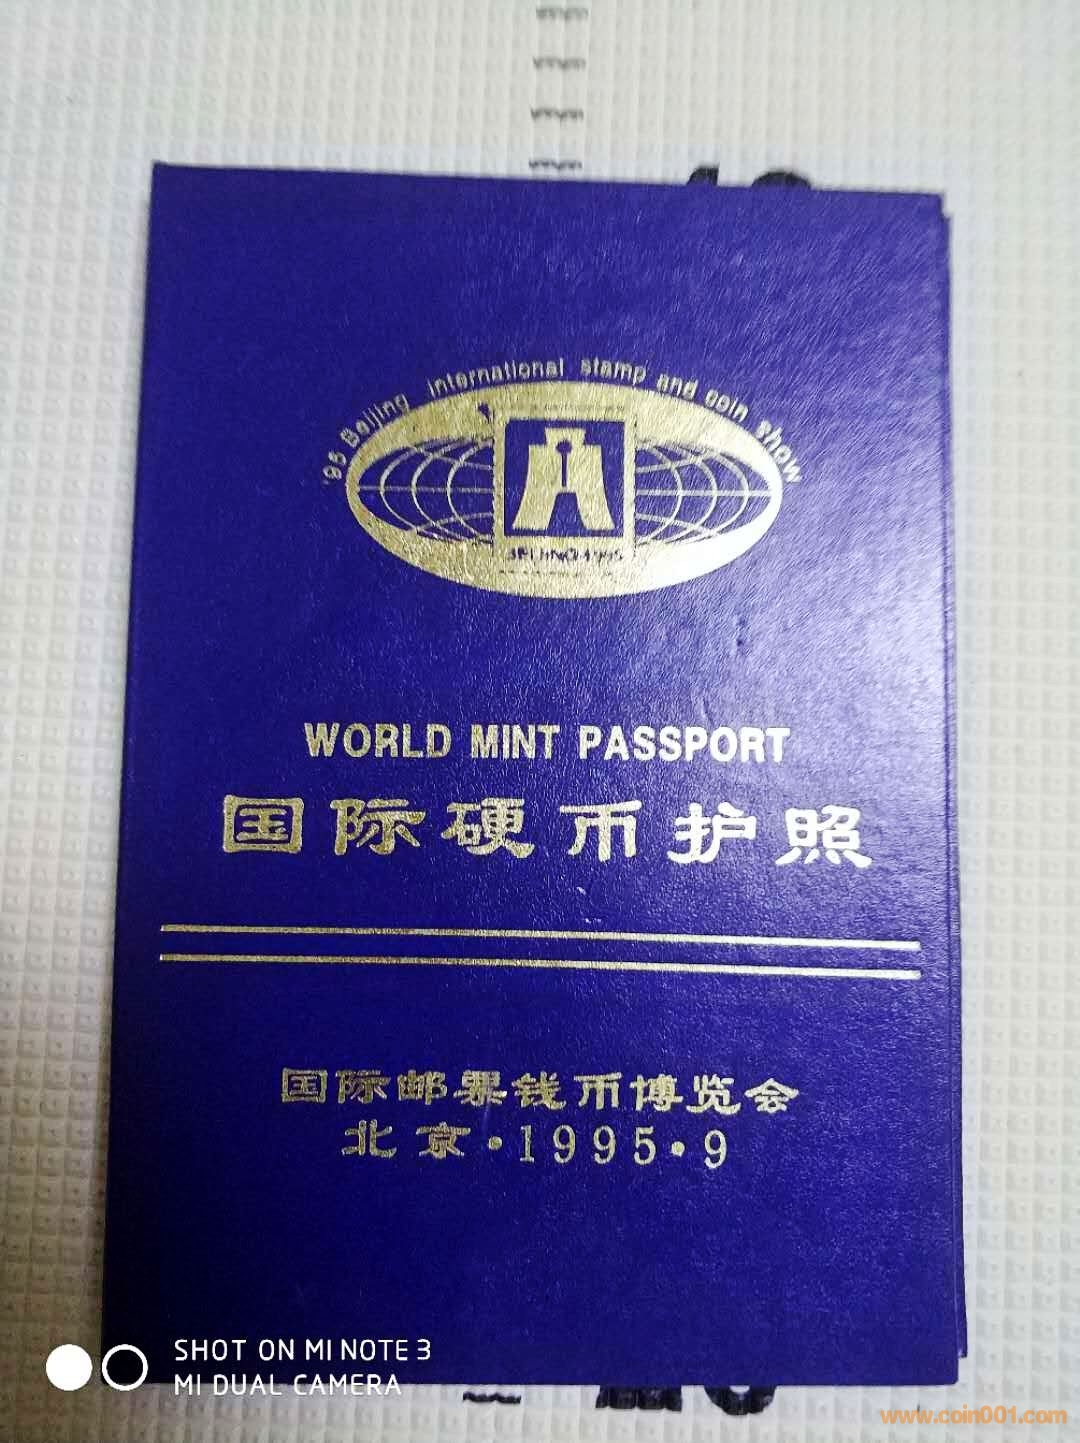 '95 Beijing international stamp and coin show
BEIJING·1995
WORLD MINT PASSPORT
国际硬币护照
国际邮票钱币博览会
北京·1995·9
SHOT ON MI NOTE 3
MI DUAL CAMERA
www.coin001.com